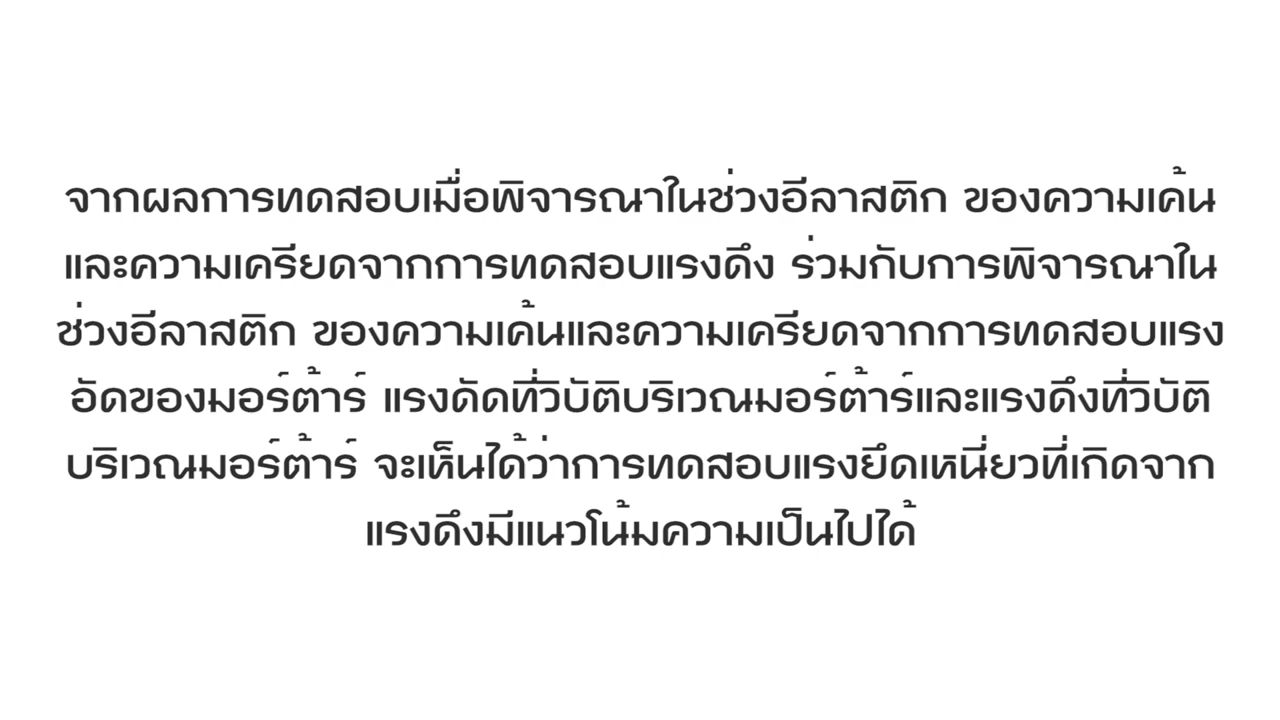 จากผลการทดสอบเมื่อพิจารณาในช่วงอีลาสติก ของความเค้น
และความเครียดจากการทดสอบแรงดึง ร่วมกับการพิจารณาใน
ช่วงอีลาสติก ของความเค้นและความเครียดจากการทดสอบแรง
อัดของมอร์ต้าร์ แรงดัดที่วิบัติบริเวณมอร์ต้าร์และแรงดึงที่วิบัติ
บริเวณมอร์ต้าร์ จะเห็นได้ว่าการทดสอบแรงยึดเหนี่ยวที่เกิดจาก
แรงดึงมีแนวโน้มความเป็นไปได้